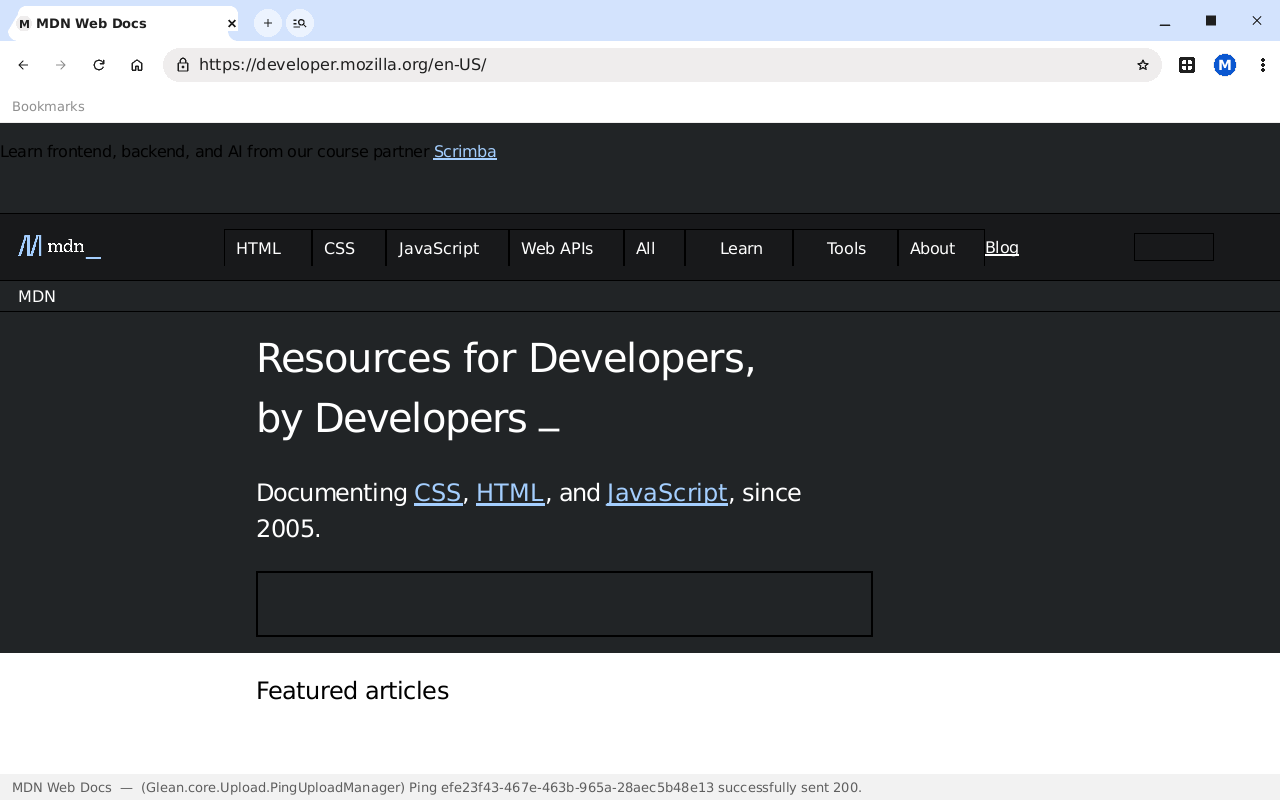 M MDN Web Docs
https://developer.mozilla.org/en-US/
M
Bookmarks
Learn frontend, backend, and AI from our course partner Scrimba
mdn_
HTML CSS JavaScript Web APIs All Learn Tools About Blog
MDN
Resources for Developers,
by Developers _
Documenting CSS, HTML, and JavaScript, since
2005.
Featured articles
MDN Web Docs — (Glean.core.Upload.PingUploadManager) Ping efe23f43-467e-463b-965a-28aec5b48e13 successfully sent 200.